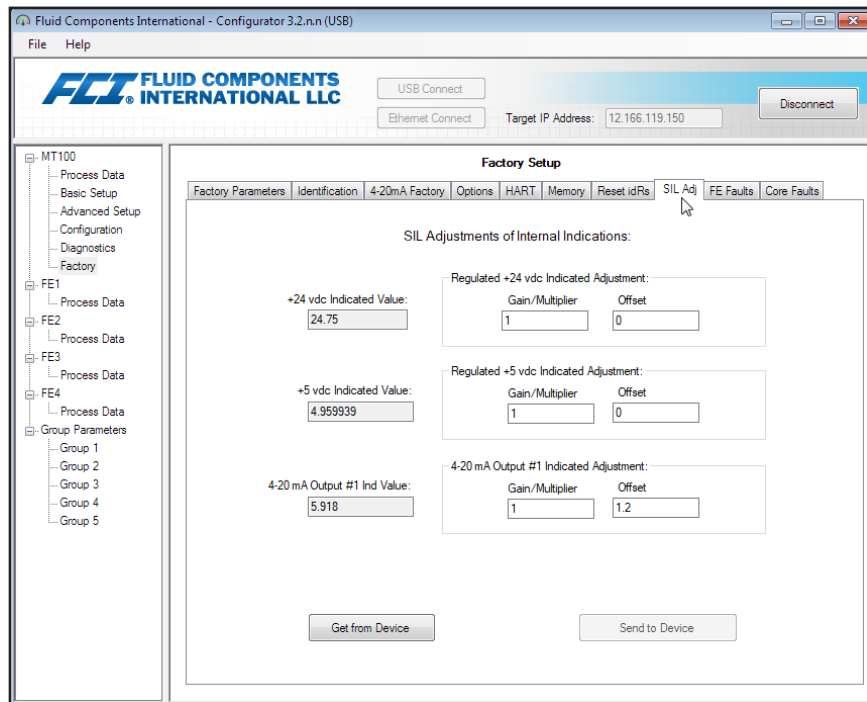 Fluid Components International - Configurator 3.2.n.n (USB)
File Help
FCI® FLUID COMPONENTS
INTERNATIONAL LLC
USB Connect
Ethernet Connect
Target IP Address: 12.166.119.150
Disconnect
MT100
Process Data
Basic Setup
Advanced Setup
Configuration
Diagnostics
Factory
FE1
Process Data
FE2
Process Data
FE3
Process Data
FE4
Process Data
Group Parameters
Group 1
Group 2
Group 3
Group 4
Group 5
Factory Setup
Factory Parameters Identification 4-20mA Factory Options HART Memory Reset idRs SIL Adj FE Faults Core Faults
SIL Adjustments of Internal Indications:
+24 vdc Indicated Value:
24.75
Regulated +24 vdc Indicated Adjustment:
Gain/Multiplier Offset
1 0
+5 vdc Indicated Value:
4.959939
Regulated +5 vdc Indicated Adjustment:
Gain/Multiplier Offset
1 0
4-20 mA Output #1 Ind Value:
5.918
4-20 mA Output #1 Indicated Adjustment:
Gain/Multiplier Offset
1 1.2
Get from Device Send to Device